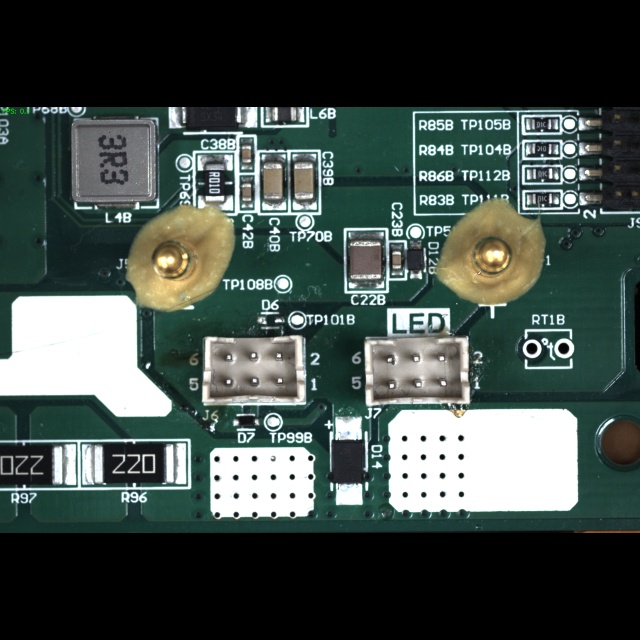 TP68B
L6B
C38B
R85B TP105B
R84B TP104B
R86B TP112B
R83B
3R3
R010
C39B
2
L4B
C42B
C40B
TP70B
C23B
C22B
TP108B
D6
TP101B
LED
RT1B
6 2
5 1
6 2
5 1
J6
J7
D7 TP99B
+
D14
220
R97
R96